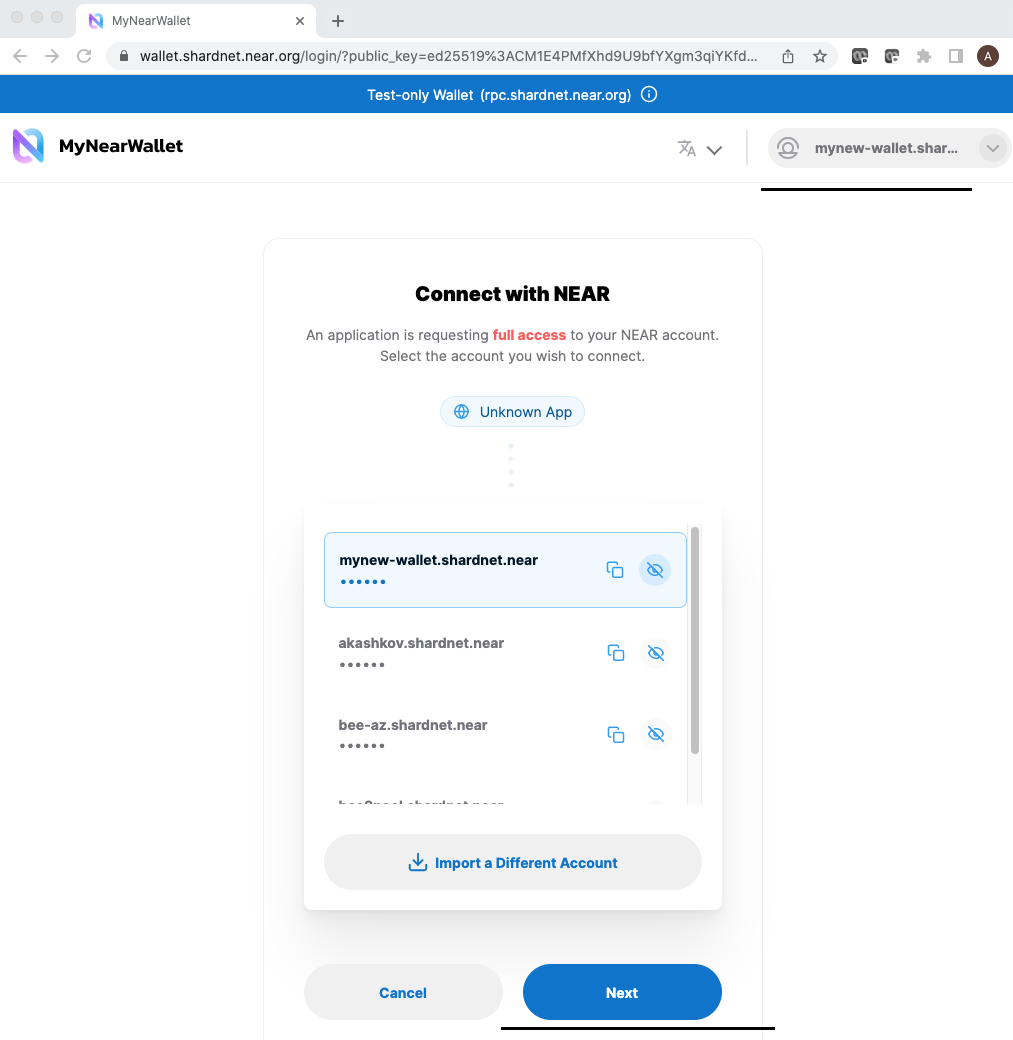 MyNearWallet
wallet.shardnet.near.org/login/?public_key=ed25519%3ACM1E4PMfXhd9U9bfYXgm3qiYKfd...
A
Test-only Wallet (rpc.shardnet.near.org)
MyNearWallet
mynew-wallet.shar...
Connect with NEAR
An application is requesting full access to your NEAR account.
Select the account you wish to connect.
Unknown App
mynew-wallet.shardnet.near
••••••
akashkov.shardnet.near
••••••
bee-az.shardnet.near
••••••
Import a Different Account
Cancel
Next